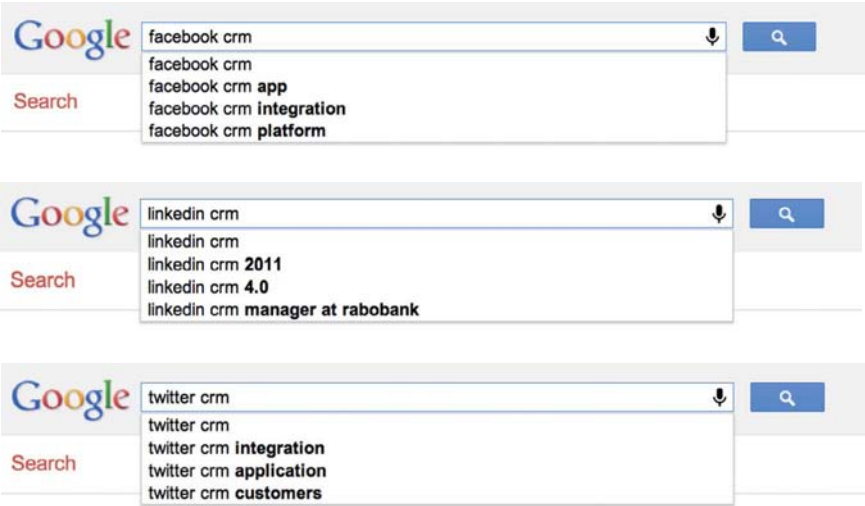 Google facebook crm
facebook crm
facebook crm app
facebook crm integration
Search
facebook crm platform
Google linkedin crm
linkedin crm
linkedin crm 2011
Search
linkedin crm 4.0
linkedin crm manager at rabobank
Google twitter crm
twitter crm
twitter crm integration
Search
twitter crm application
twitter crm customers